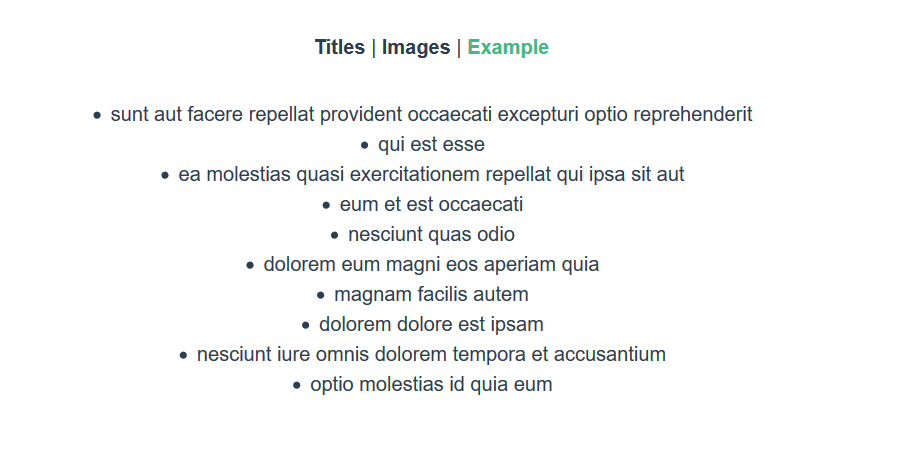 Titles | Images | Example
• sunt aut facere repellat provident occaecati excepturi optio reprehenderit
• qui est esse
• ea molestias quasi exercitationem repellat qui ipsa sit aut
• eum et est occaecati
• nesciunt quas odio
• dolorem eum magni eos aperiam quia
• magnam facilis autem
• dolorem dolore est ipsam
• nesciunt iure omnis dolorem tempora et accusantium
• optio molestias id quia eum